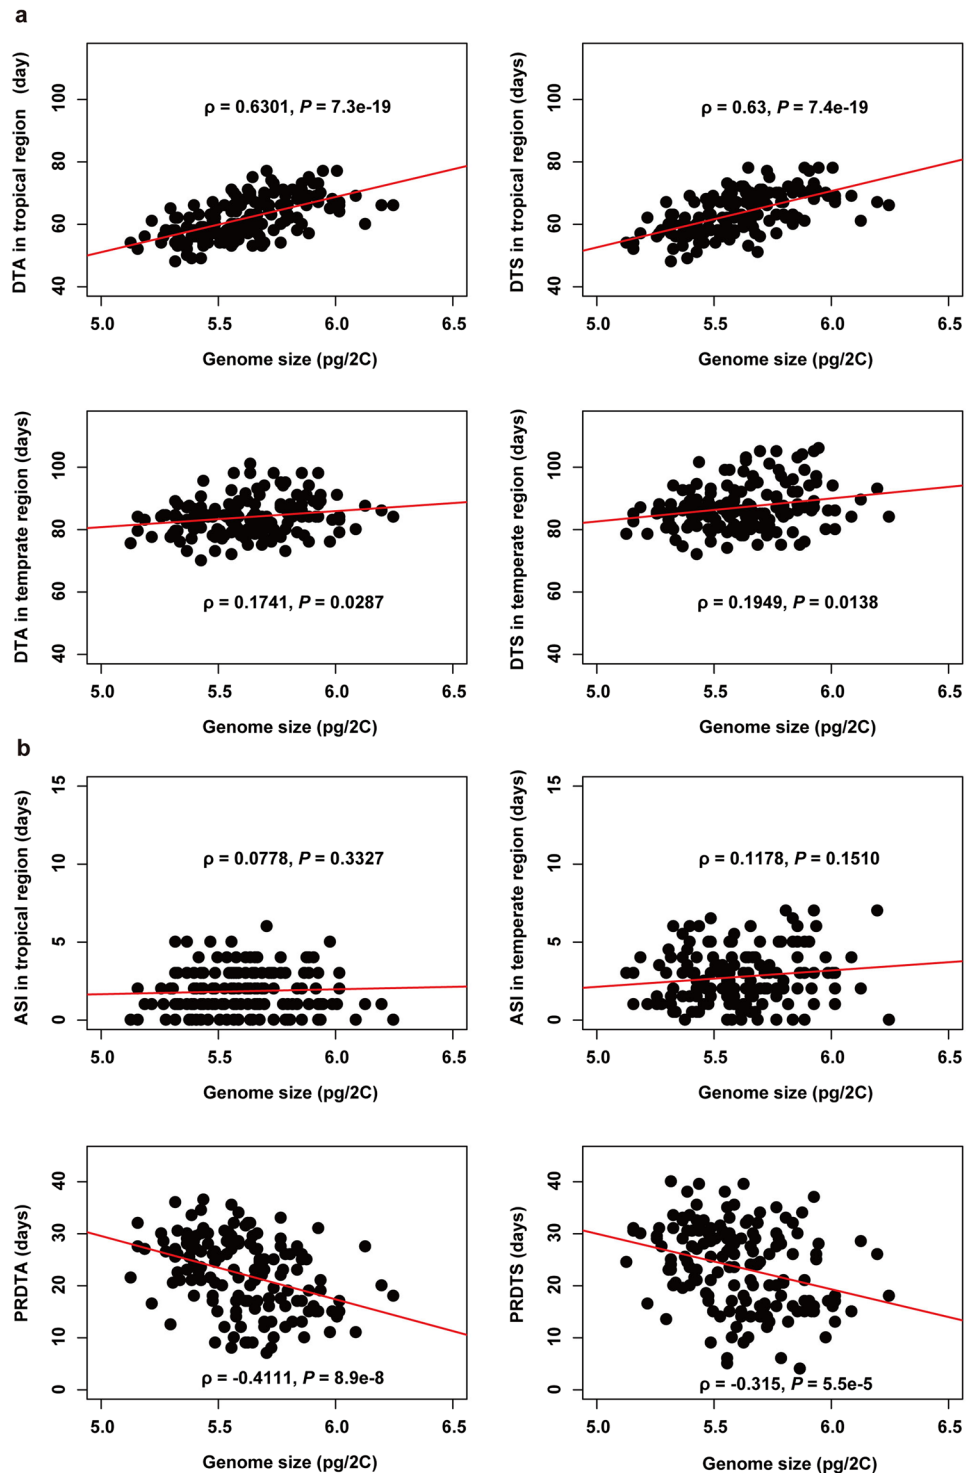 a
DTA in tropical region (day)
100
80
60
40
ρ = 0.6301, P = 7.3e-19
5.0 5.5 6.0 6.5
Genome size (pg/2C)
DTS in tropical region (days)
100
80
60
40
ρ = 0.63, P = 7.4e-19
5.0 5.5 6.0 6.5
Genome size (pg/2C)
DTA in temprate region (days)
100
80
60
40
ρ = 0.1741, P = 0.0287
5.0 5.5 6.0 6.5
Genome size (pg/2C)
DTS in temperate region (days)
100
80
60
40
ρ = 0.1949, P = 0.0138
5.0 5.5 6.0 6.5
Genome size (pg/2C)
b
ASI in tropical region (days)
15
10
5
0
ρ = 0.0778, P = 0.3327
5.0 5.5 6.0 6.5
Genome size (pg/2C)
ASI in temperate region (days)
15
10
5
0
ρ = 0.1178, P = 0.1510
5.0 5.5 6.0 6.5
Genome size (pg/2C)
PRDTA (days)
40
30
20
10
0
ρ = -0.4111, P = 8.9e-8
5.0 5.5 6.0 6.5
Genome size (pg/2C)
PRDTS (days)
40
30
20
10
0
ρ = -0.315, P = 5.5e-5
5.0 5.5 6.0 6.5
Genome size (pg/2C)